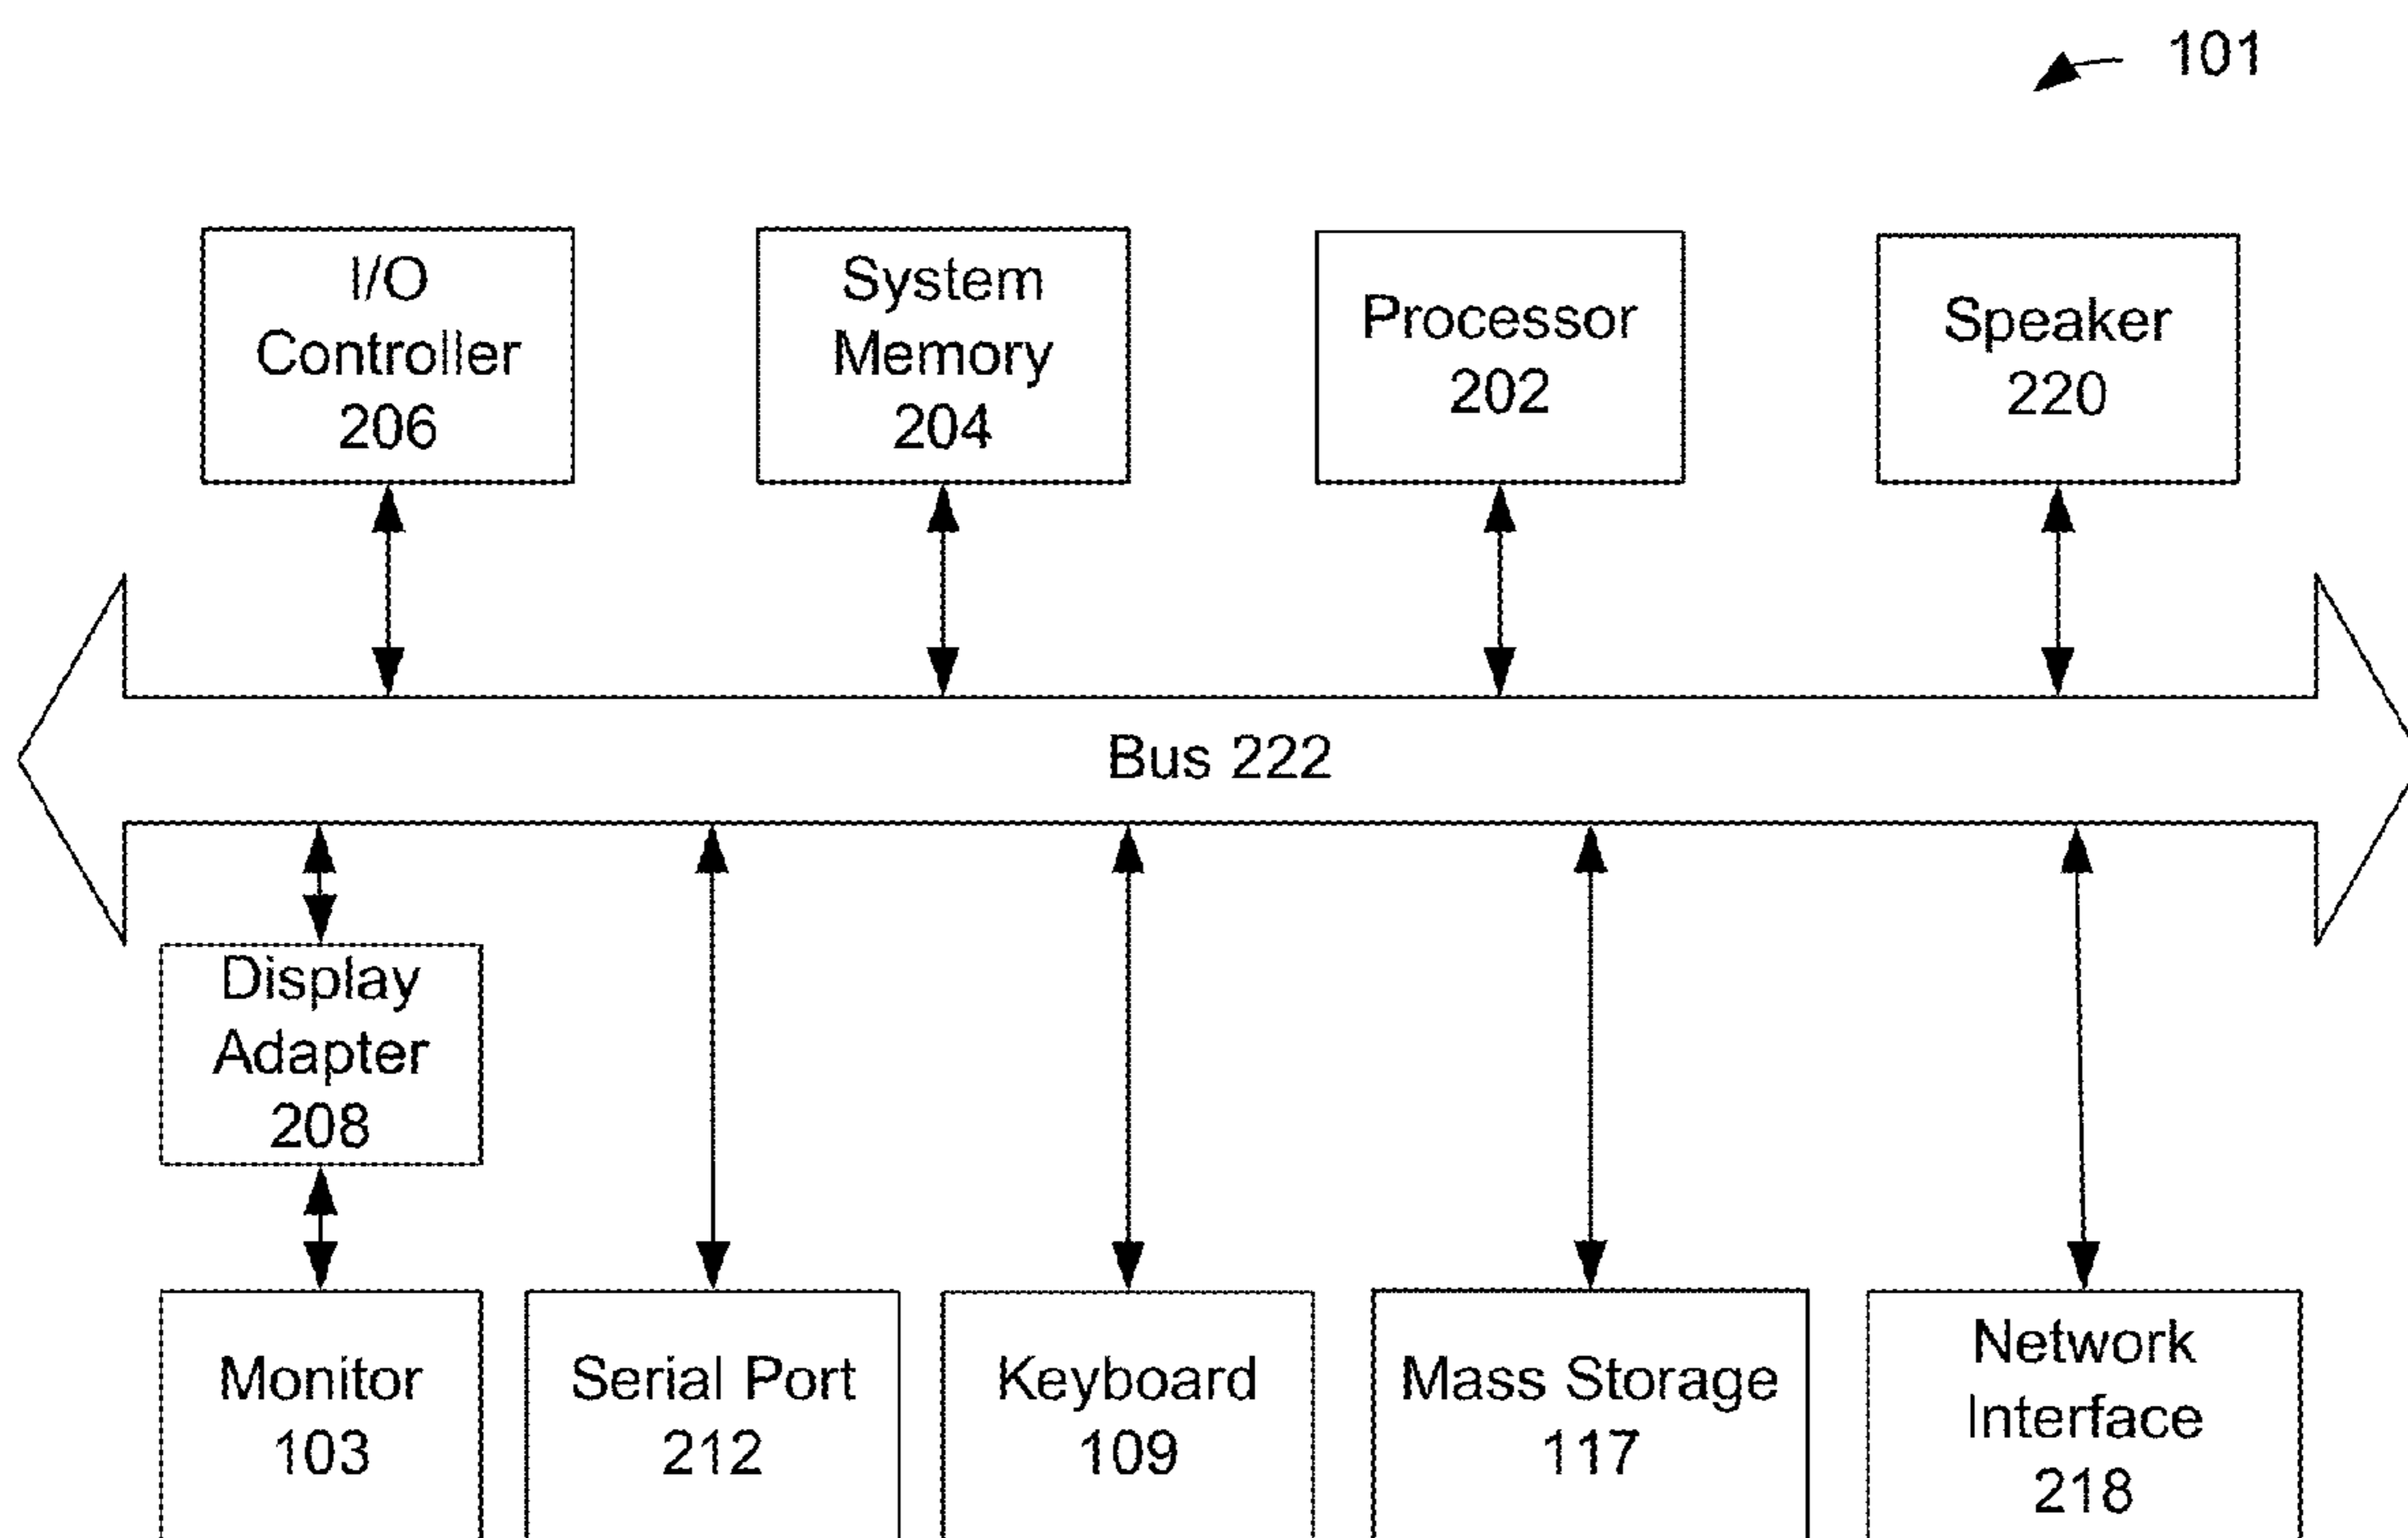 101
I/O
Controller
206
System
Memory
204
Processor
202
Speaker
220
Bus 222
Display
Adapter
208
Monitor
103
Serial Port
212
Keyboard
109
Mass Storage
117
Network
Interface
218